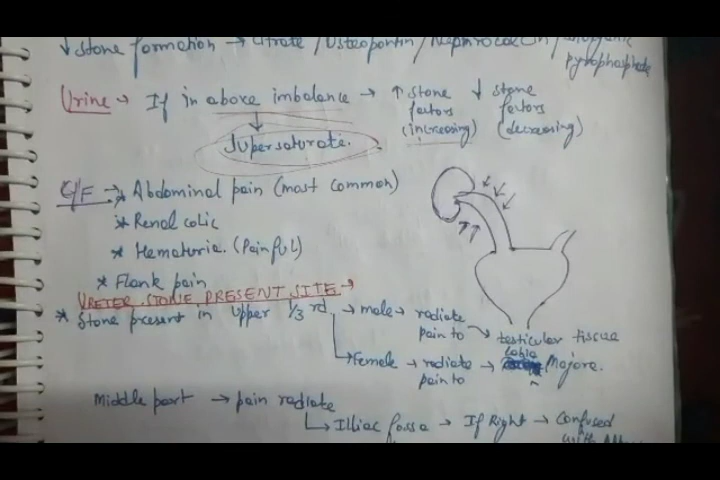 ↓ Stone formation → Citrate / Osteopontin / Nephrocalcin /
pyrophosphate
Urine → If in above imbalance → ↑ Stone factors (increasing) ↓ Stone factors (decreasing)
Supersaturate.
C/F → * Abdominal pain (most common)
* Renal colic
* Hematuria. (Painful)
* Flank pain
URETER STONE PRESENT SITE →
* Stone present in Upper 1/3 rd → male → radiate pain to → testicular tissue
→ Female → radiate pain to → Labia Majora.
Middle part → pain radiate
→ Illiac fossa → If Right → Confused
with